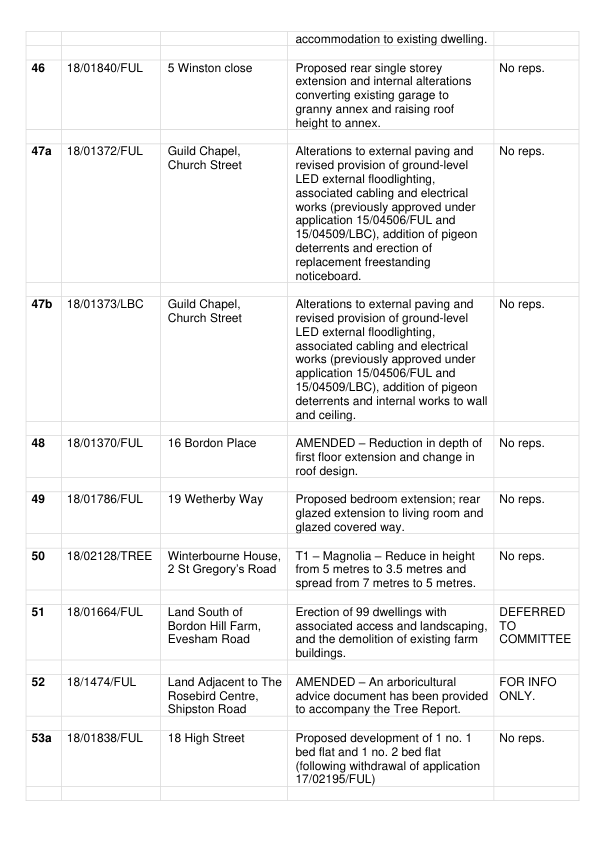 accommodation to existing dwelling.
46 18/01840/FUL 5 Winston close Proposed rear single storey No reps.
extension and internal alterations
converting existing garage to
granny annex and raising roof
height to annex.
47a 18/01372/FUL Guild Chapel, Alterations to external paving and No reps.
Church Street revised provision of ground-level
LED external floodlighting,
associated cabling and electrical
works (previously approved under
application 15/04506/FUL and
15/04509/LBC), addition of pigeon
deterrents and erection of
replacement freestanding
noticeboard.
47b 18/01373/LBC Guild Chapel, Alterations to external paving and No reps.
Church Street revised provision of ground-level
LED external floodlighting,
associated cabling and electrical
works (previously approved under
application 15/04506/FUL and
15/04509/LBC), addition of pigeon
deterrents and internal works to wall
and ceiling.
48 18/01370/FUL 16 Bordon Place AMENDED – Reduction in depth of No reps.
first floor extension and change in
roof design.
49 18/01786/FUL 19 Wetherby Way Proposed bedroom extension; rear No reps.
glazed extension to living room and
glazed covered way.
50 18/02128/TREE Winterbourne House, T1 – Magnolia – Reduce in height No reps.
2 St Gregory's Road from 5 metres to 3.5 metres and
spread from 7 metres to 5 metres.
51 18/01664/FUL Land South of Erection of 99 dwellings with DEFERRED
Bordon Hill Farm, associated access and landscaping, TO
Evesham Road and the demolition of existing farm COMMITTEE
buildings.
52 18/1474/FUL Land Adjacent to The AMENDED – An arboricultural FOR INFO
Rosebird Centre, advice document has been provided ONLY.
Shipston Road to accompany the Tree Report.
53a 18/01838/FUL 18 High Street Proposed development of 1 no. 1 No reps.
bed flat and 1 no. 2 bed flat
(following withdrawal of application
17/02195/FUL)